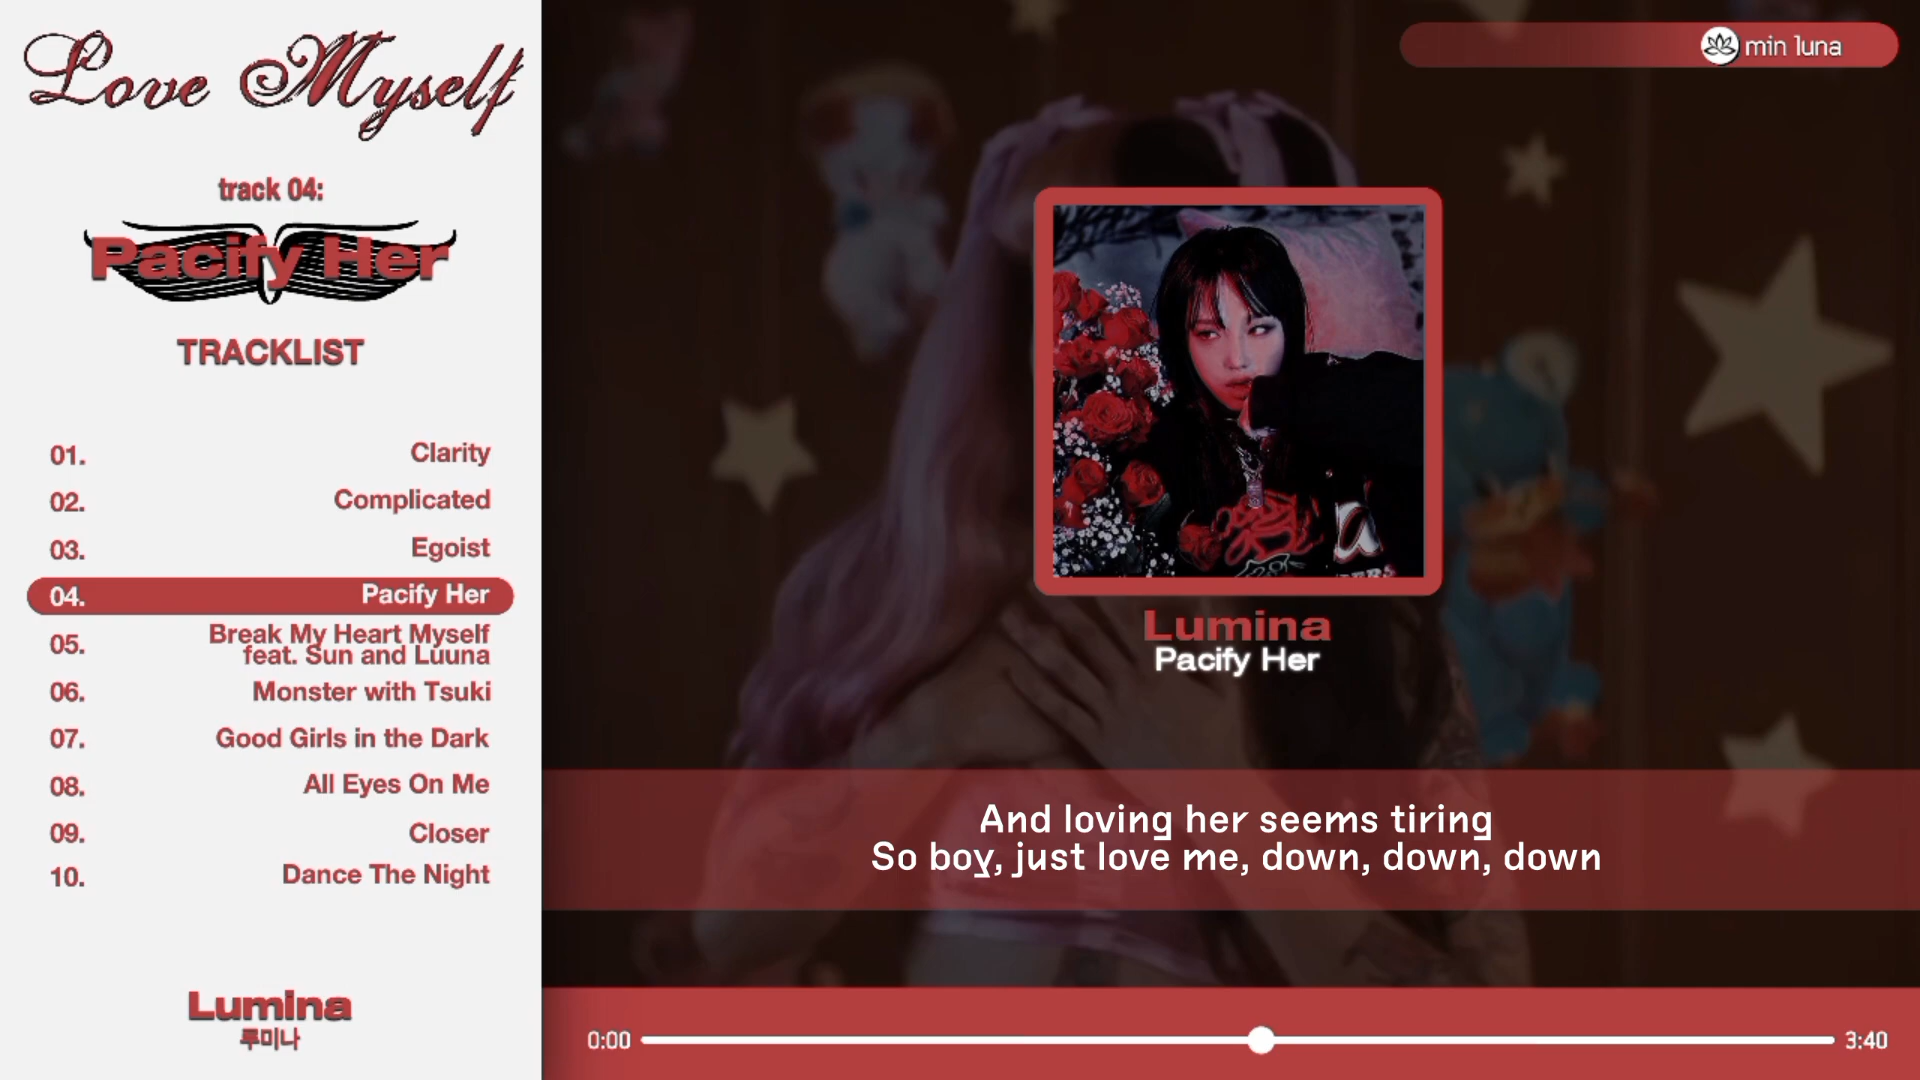 Love Myself
track 04:
Pacify Her
TRACKLIST
01. Clarity
02. Complicated
03. Egoist
04. Pacify Her
05. Break My Heart Myself
feat. Sun and Luuna
06. Monster with Tsuki
07. Good Girls in the Dark
08. All Eyes On Me
09. Closer
10. Dance The Night
Lumina
루미나
min luna
Lumina
Pacify Her
And loving her seems tiring
So boy, just love me, down, down, down
0:00
3:40